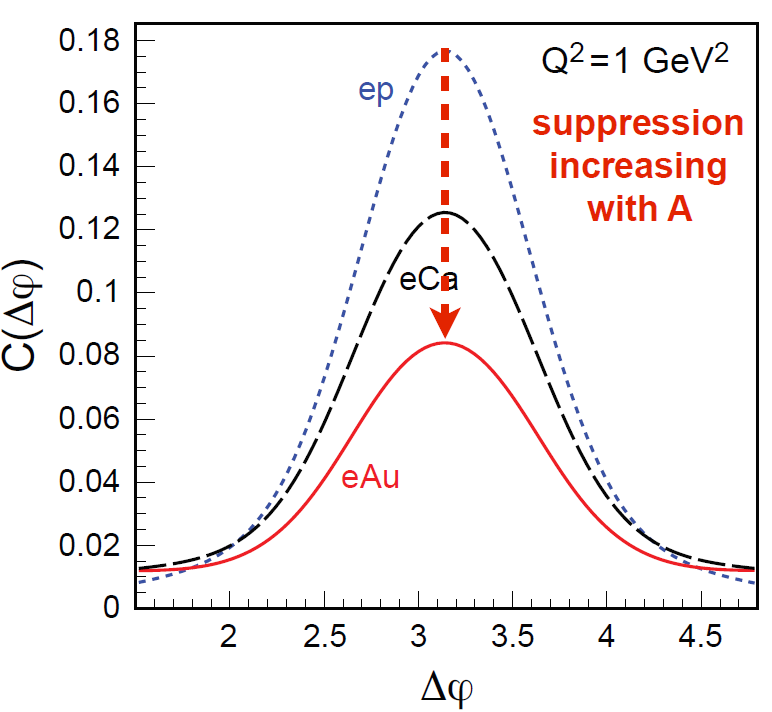 Q² = 1 GeV²
suppression
increasing
with A
ep
eCa
eAu
C(Δφ)
0.18
0.16
0.14
0.12
0.1
0.08
0.06
0.04
0.02
0
2
2.5
3
3.5
4
4.5
Δφ